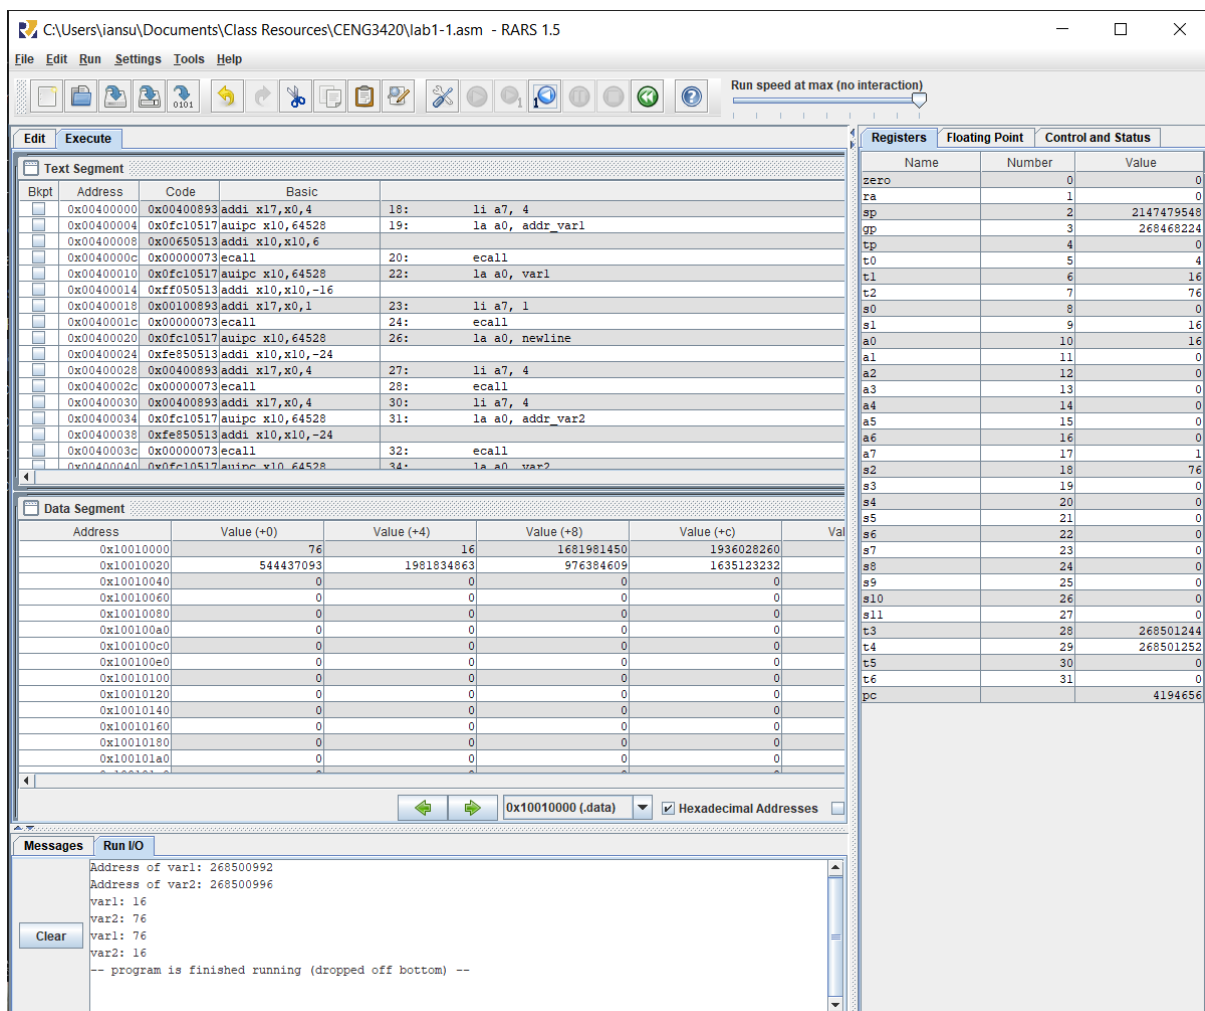 C:\Users\iansu\Documents\Class Resources\CENG3420\lab1-1.asm - RARS 1.5
File Edit Run Settings Tools Help
Run speed at max (no interaction)
Edit Execute
Text Segment
Bkpt Address Code Basic
0x00400000 0x00400893 addi x17,x0,4 18: li a7, 4
0x00400004 0x0fc10517 auipc x10,64528 19: la a0, addr_var1
0x00400008 0x00650513 addi x10,x10,6
0x0040000c 0x00000073 ecall 20: ecall
0x00400010 0x0fc10517 auipc x10,64528 22: la a0, var1
0x00400014 0xff050513 addi x10,x10,-16
0x00400018 0x00100893 addi x17,x0,1 23: li a7, 1
0x0040001c 0x00000073 ecall 24: ecall
0x00400020 0x0fc10517 auipc x10,64528 26: la a0, newline
0x00400024 0xfe850513 addi x10,x10,-24
0x00400028 0x00400893 addi x17,x0,4 27: li a7, 4
0x0040002c 0x00000073 ecall 28: ecall
0x00400030 0x00400893 addi x17,x0,4 30: li a7, 4
0x00400034 0x0fc10517 auipc x10,64528 31: la a0, addr_var2
0x00400038 0xfe850513 addi x10,x10,-24
0x0040003c 0x00000073 ecall 32: ecall
0x00400040 0x0fc10517 auipc x10,64528 34: la a0, var2
Data Segment
Address Value (+0) Value (+4) Value (+8) Value (+c) Val
0x10010000 76 16 1681981450 1936028260
0x10010020 544437093 1981834863 976384609 1635123232
0x10010040 0 0 0 0
0x10010060 0 0 0 0
0x10010080 0 0 0 0
0x100100a0 0 0 0 0
0x100100c0 0 0 0 0
0x100100e0 0 0 0 0
0x10010100 0 0 0 0
0x10010120 0 0 0 0
0x10010140 0 0 0 0
0x10010160 0 0 0 0
0x10010180 0 0 0 0
0x100101a0 0 0 0 0
0x10010000 (.data) Hexadecimal Addresses
Messages Run I/O
Clear
Address of var1: 268500992
Address of var2: 268500996
var1: 16
var2: 76
var1: 76
var2: 16
-- program is finished running (dropped off bottom) --
Registers Floating Point Control and Status
Name Number Value
zero 0 0
ra 1 0
sp 2 2147479548
gp 3 268468224
tp 4 0
t0 5 4
t1 6 16
t2 7 76
s0 8 0
s1 9 16
a0 10 16
a1 11 0
a2 12 0
a3 13 0
a4 14 0
a5 15 0
a6 16 0
a7 17 1
s2 18 76
s3 19 0
s4 20 0
s5 21 0
s6 22 0
s7 23 0
s8 24 0
s9 25 0
s10 26 0
s11 27 0
t3 28 268501244
t4 29 268501252
t5 30 0
t6 31 0
pc 4194656